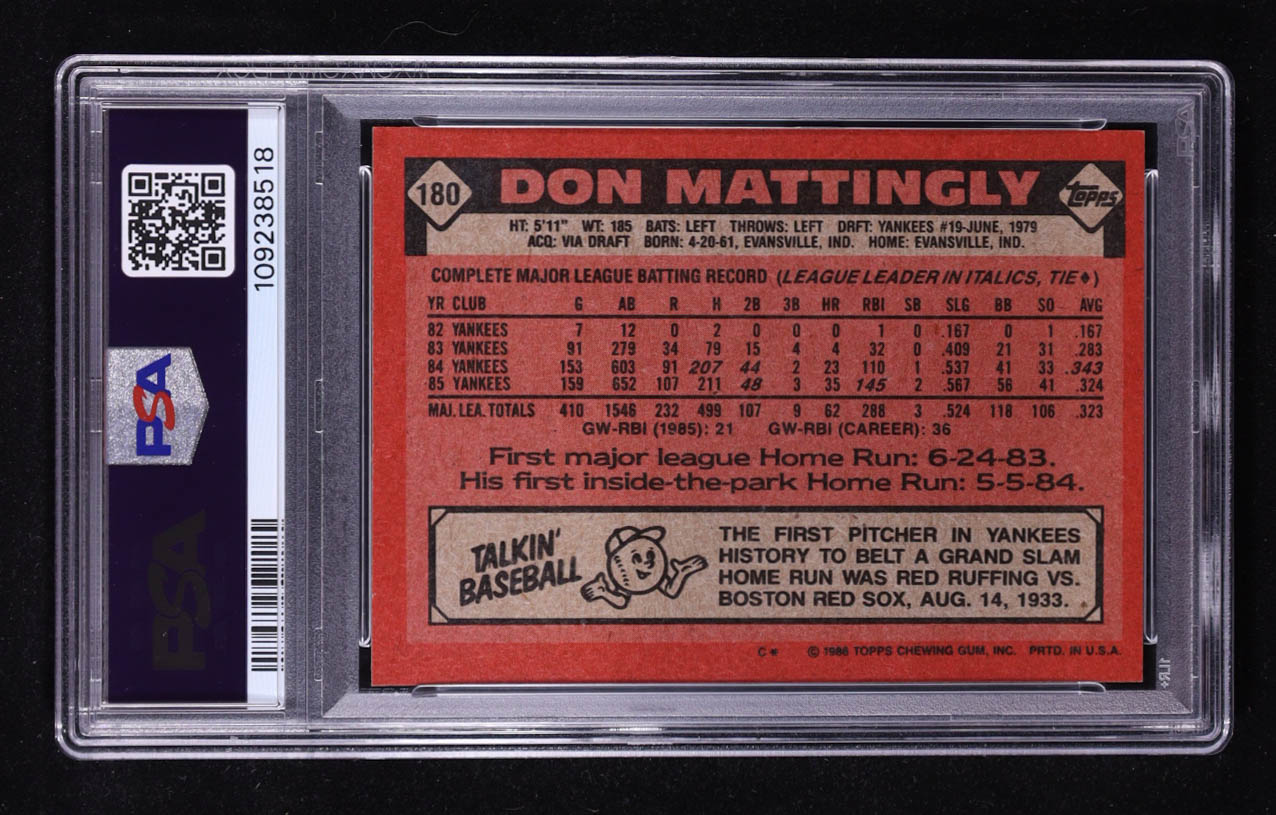 109238518
PSA
PSA
180 DON MATTINGLY topps
HT: 5'11" WT: 185 BATS: LEFT THROWS: LEFT DRFT: YANKEES #19-JUNE, 1979
ACQ: VIA DRAFT BORN: 4-20-61, EVANSVILLE, IND. HOME: EVANSVILLE, IND.
COMPLETE MAJOR LEAGUE BATTING RECORD (LEAGUE LEADER IN ITALICS, TIE♦)
YR CLUB G AB R H 2B 3B HR RBI SB SLG BB SO AVG
82 YANKEES 7 12 0 2 0 0 0 1 0 .167 0 1 .167
83 YANKEES 91 279 34 79 15 4 4 32 0 .409 21 31 .283
84 YANKEES 153 603 91 207 44 2 23 110 1 .537 41 33 .343
85 YANKEES 159 652 107 211 48 3 35 145 2 .567 56 41 .324
MAJ. LEA. TOTALS 410 1546 232 499 107 9 62 288 3 .524 118 106 .323
GW-RBI (1985): 21 GW-RBI (CAREER): 36
First major league Home Run: 6-24-83.
His first inside-the-park Home Run: 5-5-84.
TALKIN'
BASEBALL
THE FIRST PITCHER IN YANKEES
HISTORY TO BELT A GRAND SLAM
HOME RUN WAS RED RUFFING VS.
BOSTON RED SOX, AUG. 14, 1933.
C* © 1986 TOPPS CHEWING GUM, INC. PRTD. IN U.S.A.
PSA